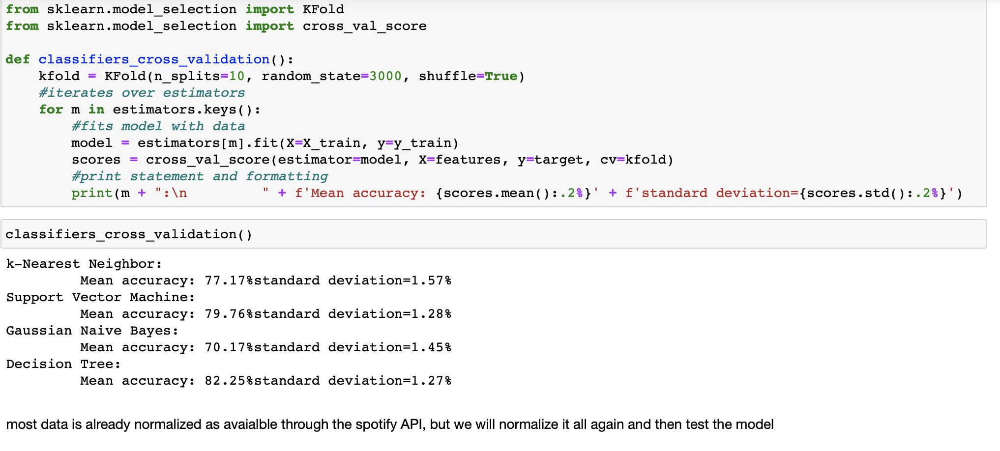 from sklearn.model_selection import KFold
from sklearn.model_selection import cross_val_score
def classifiers_cross_validation():
    kfold = KFold(n_splits=10, random_state=3000, shuffle=True)
    #iterates over estimators
    for m in estimators.keys():
        #fits model with data
        model = estimators[m].fit(X=X_train, y=y_train)
        scores = cross_val_score(estimator=model, X=features, y=target, cv=kfold)
        #print statement and formatting
        print(m + ":\n         " + f'Mean accuracy: {scores.mean():.2%}' + f'standard deviation={scores.std():.2%}')
classifiers_cross_validation()
k-Nearest Neighbor:
         Mean accuracy: 77.17%standard deviation=1.57%
Support Vector Machine:
         Mean accuracy: 79.76%standard deviation=1.28%
Gaussian Naive Bayes:
         Mean accuracy: 70.17%standard deviation=1.45%
Decision Tree:
         Mean accuracy: 82.25%standard deviation=1.27%
most data is already normalized as avaialble through the spotify API, but we will normalize it all again and then test the model